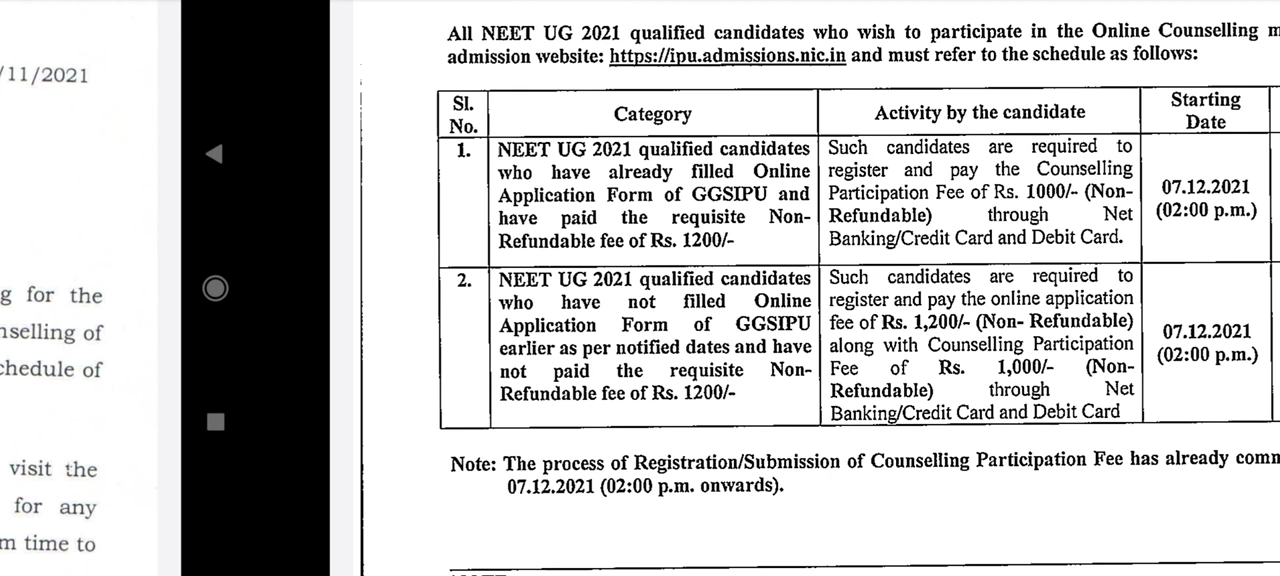 /11/2021
g for the
nselling of
chedule of
visit the
for any
m time to
All NEET UG 2021 qualified candidates who wish to participate in the Online Counselling m
admission website: https://ipu.admissions.nic.in and must refer to the schedule as follows:
Sl.
No.
Category
Activity by the candidate
Starting
Date
1.
NEET UG 2021 qualified candidates
who have already filled Online
Application Form of GGSIPU and
have paid the requisite Non-
Refundable fee of Rs. 1200/-
Such candidates are required to
register and pay the Counselling
Participation Fee of Rs. 1000/- (Non-
Refundable) through Net
Banking/Credit Card and Debit Card.
07.12.2021
(02:00 p.m.)
2.
NEET UG 2021 qualified candidates
who have not filled Online
Application Form of GGSIPU
earlier as per notified dates and have
not paid the requisite Non-
Refundable fee of Rs. 1200/-
Such candidates are required to
register and pay the online application
fee of Rs. 1,200/- (Non- Refundable)
along with Counselling Participation
Fee of Rs. 1,000/- (Non-
Refundable) through Net
Banking/Credit Card and Debit Card
07.12.2021
(02:00 p.m.)
Note: The process of Registration/Submission of Counselling Participation Fee has already comm
07.12.2021 (02:00 p.m. onwards).